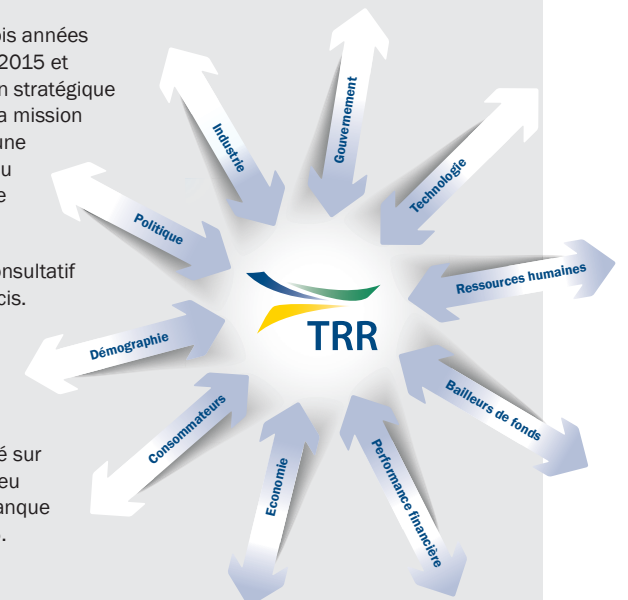 ois années
2015 et
n stratégique
a mission
une
u
e
onsultatif
cis.
é sur
eu
anque
.
Industrie
Gouvernement
Technologie
Politique
Ressources humaines
TRR
Démographie
Bailleurs de fonds
Consommateurs
Economie
Performance financière